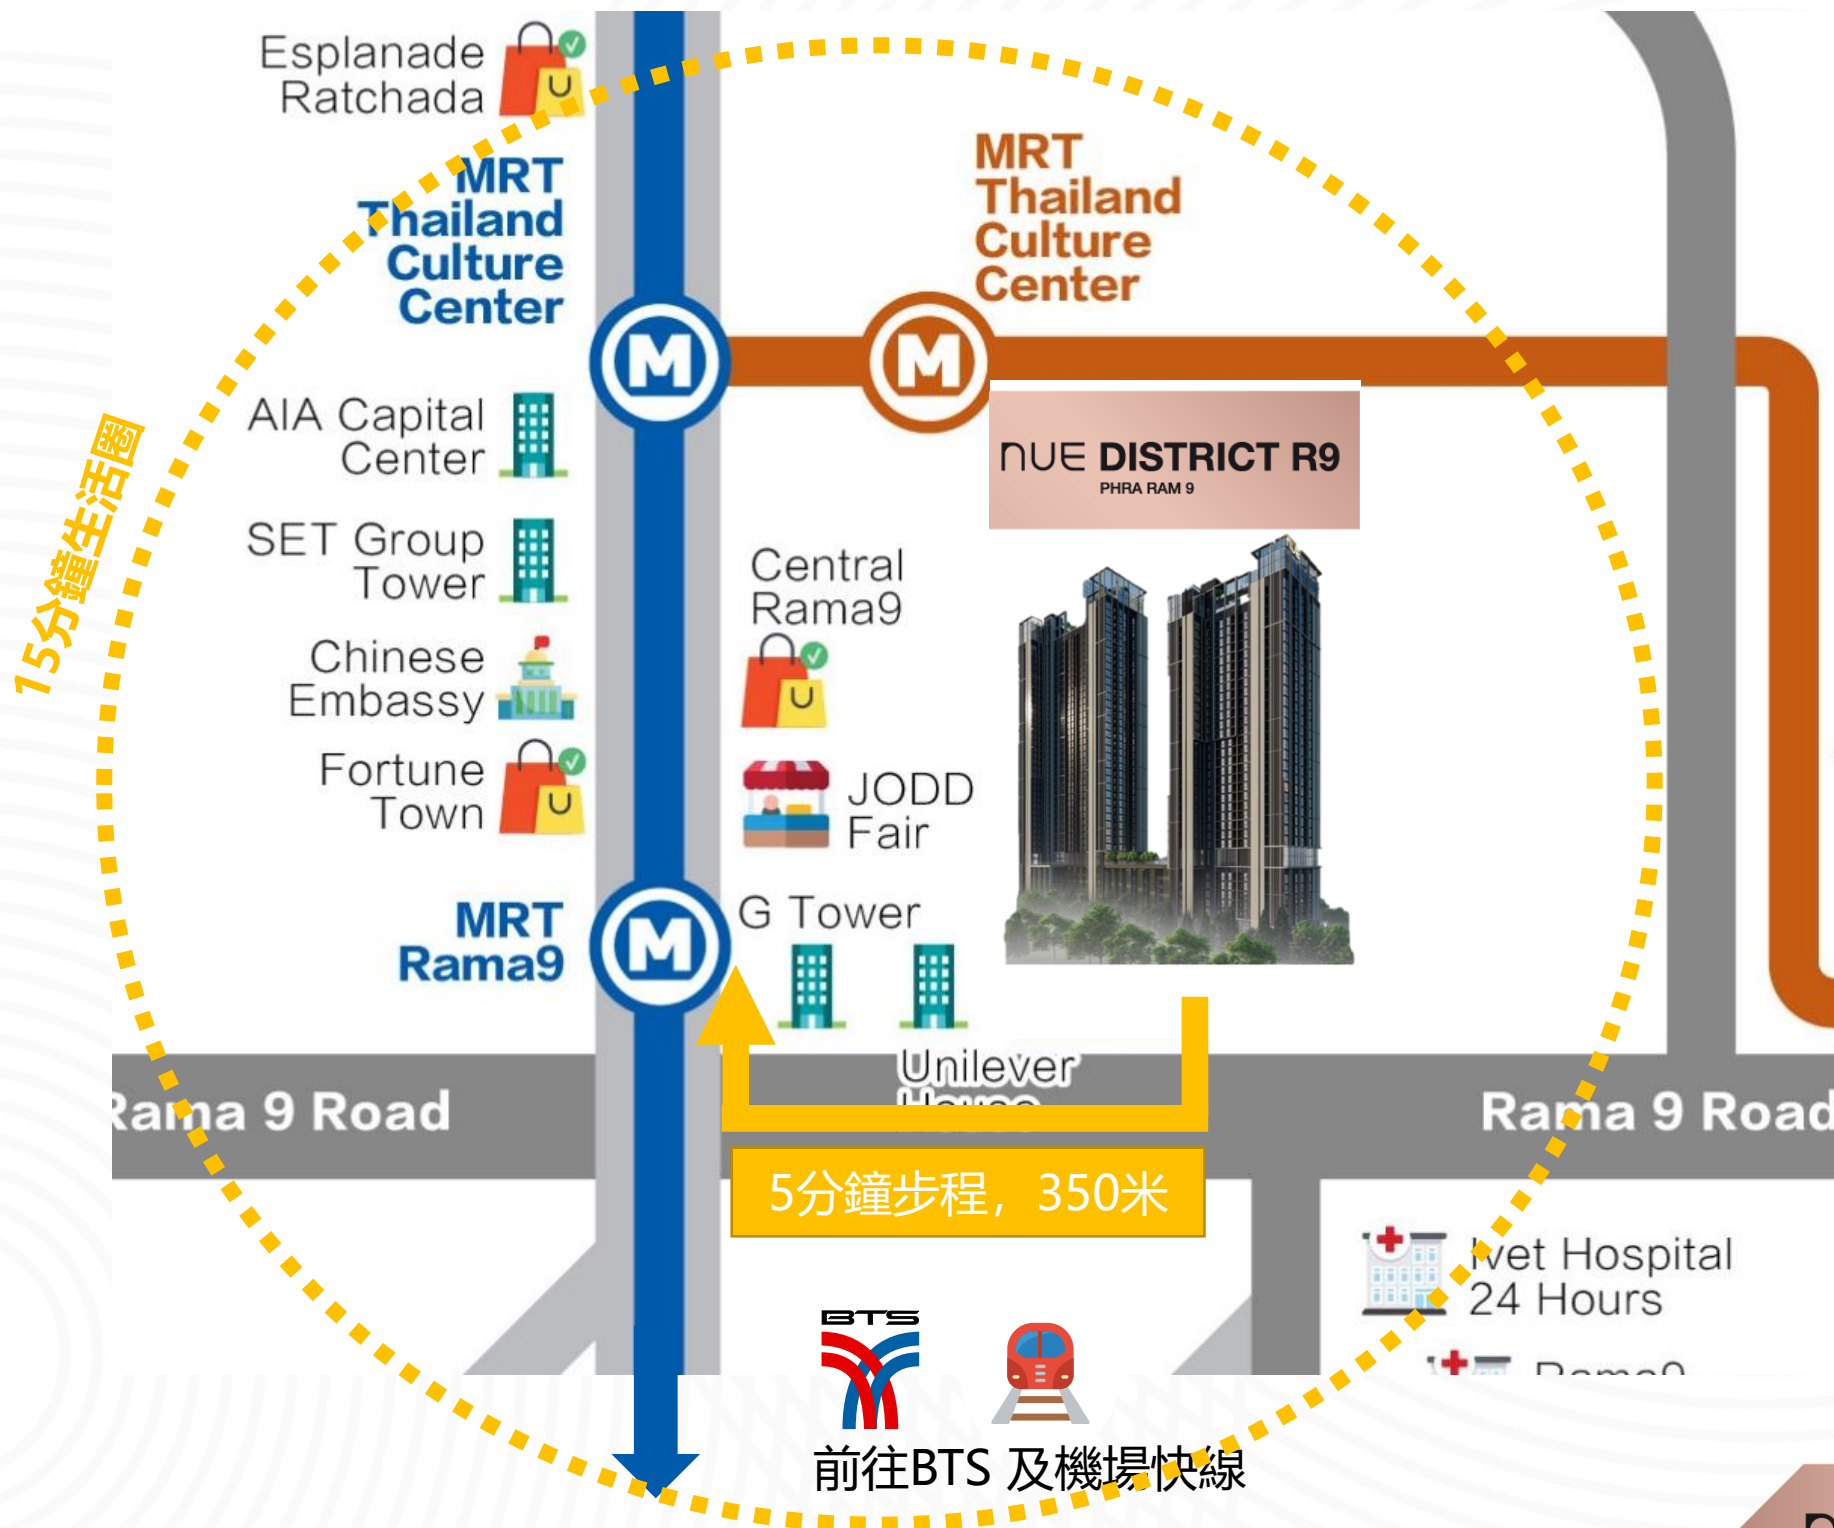 Esplanade
Ratchada
MRT
Thailand
Culture
Center
MRT
Thailand
Culture
Center
AIA Capital
Center
SET Group
Tower
Chinese
Embassy
Fortune
Town
MRT
Rama9
15分鐘生活圈
nUE DISTRICT R9
PHRA RAM 9
Central
Rama9
JODD
Fair
G Tower
Unilever
House
Rama 9 Road
Rama 9 Road
5分鐘步程，350米
Ivet Hospital
24 Hours
Rama9
BTS
前往BTS 及機場快線